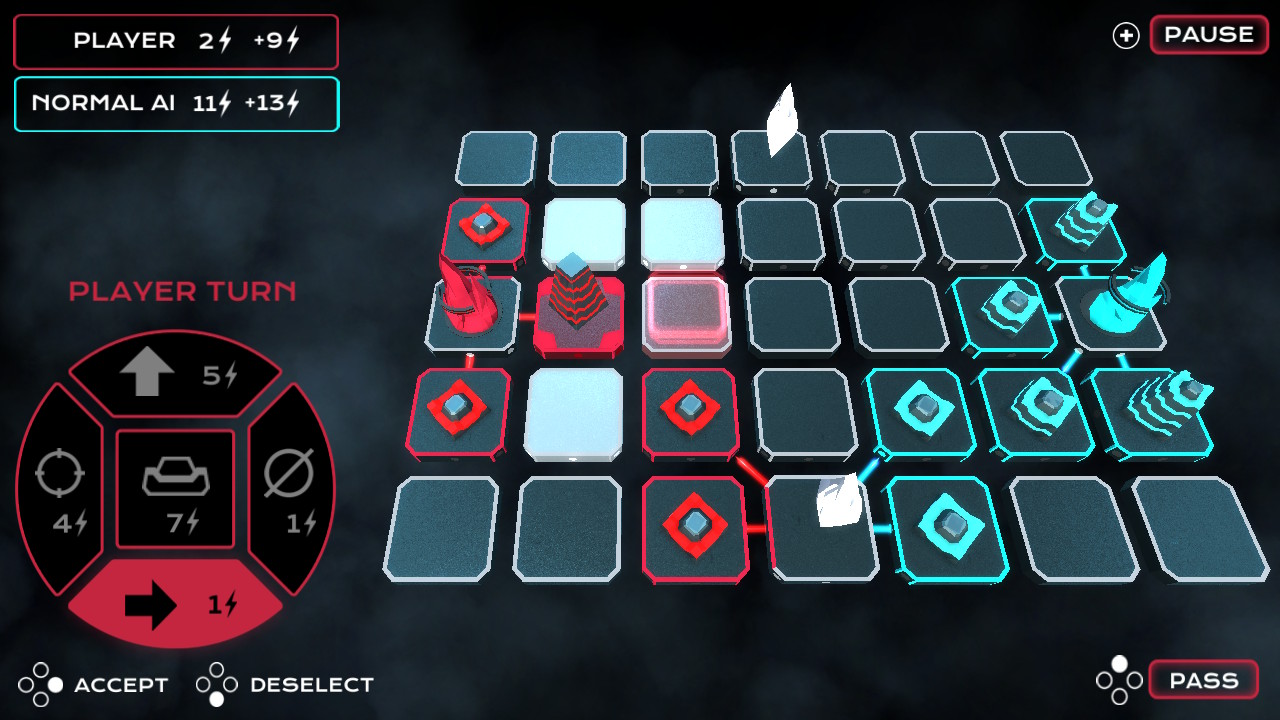 PLAYER 2 +9
NORMAL AI 11 +13
PAUSE
PLAYER TURN
5
4
7
1
1
ACCEPT
DESELECT
PASS